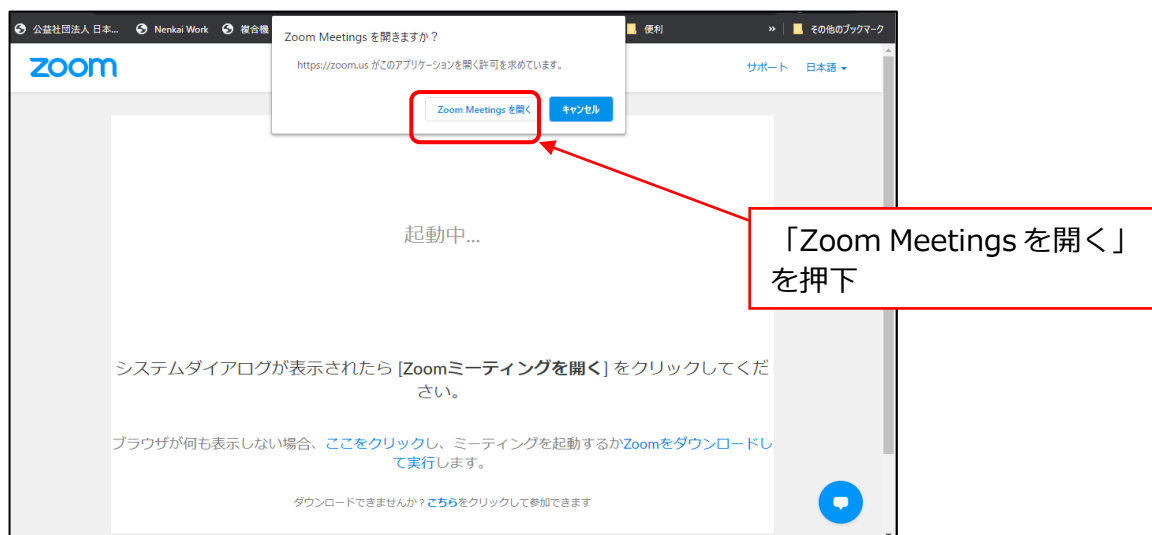 公益社団法人 日本... Nenkai Work 複合機 便利 » その他のブックマーク
Zoom Meetings を開きますか？
https://zoom.us がこのアプリケーションを開く許可を求めています。
Zoom Meetings を開く キャンセル
zoom サポート 日本語
起動中...
「Zoom Meetings を開く」
を押下
システムダイアログが表示されたら [Zoomミーティングを開く] をクリックしてくだ
さい。
ブラウザが何も表示しない場合、ここをクリックし、ミーティングを起動するかZoomをダウンロードし
て実行します。
ダウンロードできませんか？こちらをクリックして参加できます